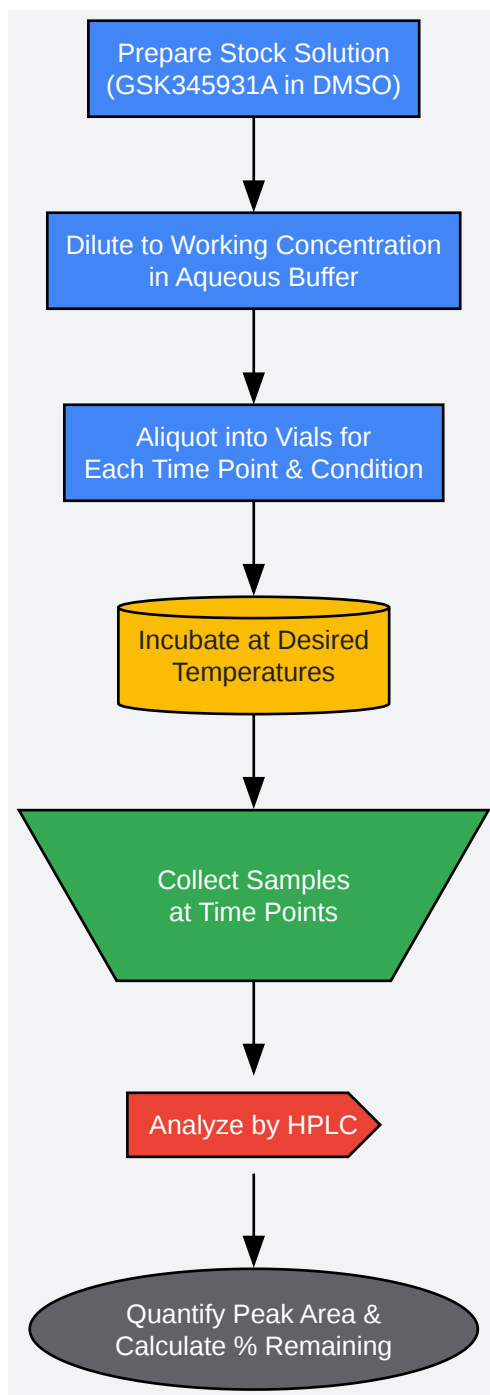 Prepare Stock Solution
(GSK345931A in DMSO)
Dilute to Working Concentration
in Aqueous Buffer
Aliquot into Vials for
Each Time Point & Condition
Incubate at Desired
Temperatures
Collect Samples
at Time Points
Analyze by HPLC
Quantify Peak Area &
Calculate % Remaining